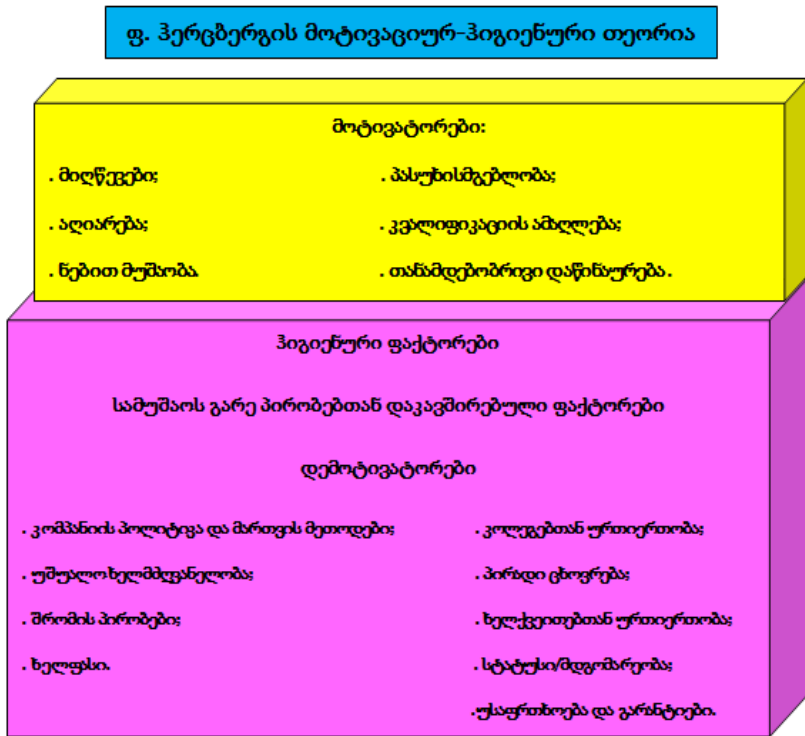 ფ. ჰერცბერგის მოტივაციურ-ჰიგიენური თეორია
მოტივატორები:
. მიღწევები;
. აღიარება;
. ნებით მუშაობა.
. პასუხისმგებლობა;
. კვალიფიკაციის ამაღლება;
. თანამდებობრივი დაწინაურება.
ჰიგიენური ფაქტორები
სამუშაოს გარე პირობებთან დაკავშირებული ფაქტორები
დემოტივატორები
. კომპანიის პოლიტიკა და მართვის მეთოდები;
. უშუალო ხელმძღვანელობა;
. შრომის პირობები;
. ხელფასი.
. კოლეგებთან ურთიერთობა;
. პირადი ცხოვრება;
. ხელქვეითებთან ურთიერთობა;
. სტატუსი/მდგომარეობა;
.უსაფრთხოება და გარანტიები.